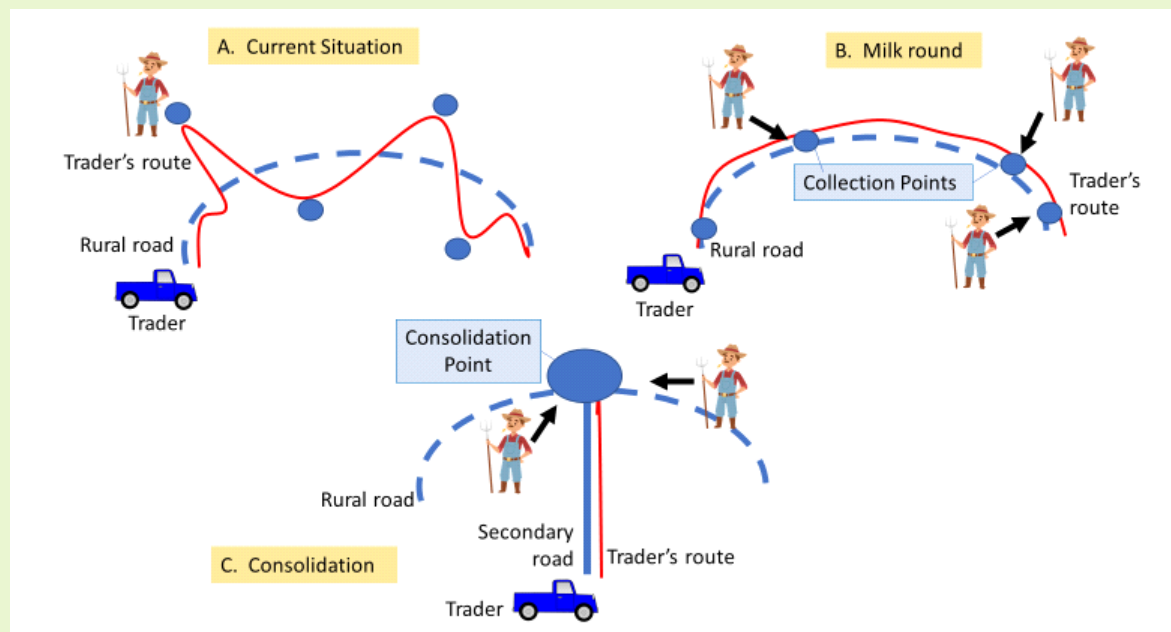 A. Current Situation
Trader's route
Rural road
Trader
B. Milk round
Collection Points
Trader's
route
Rural road
Trader
Consolidation
Point
Rural road
Secondary
road
Trader's route
C. Consolidation
Trader